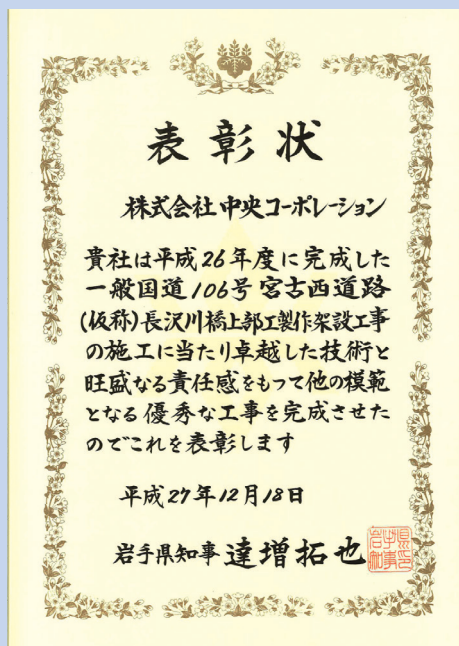 表彰状
株式会社中央コーポレーション
貴社は平成26年度に完成した
一般国道106号宮古西道路
(仮称)長沢川橋上部工製作架設工事
の施工に当たり卓越した技術と
旺盛なる責任感をもって他の模範
となる優秀な工事を完成させた
のでこれを表彰します
平成27年12月18日
岩手県知事 達増拓也